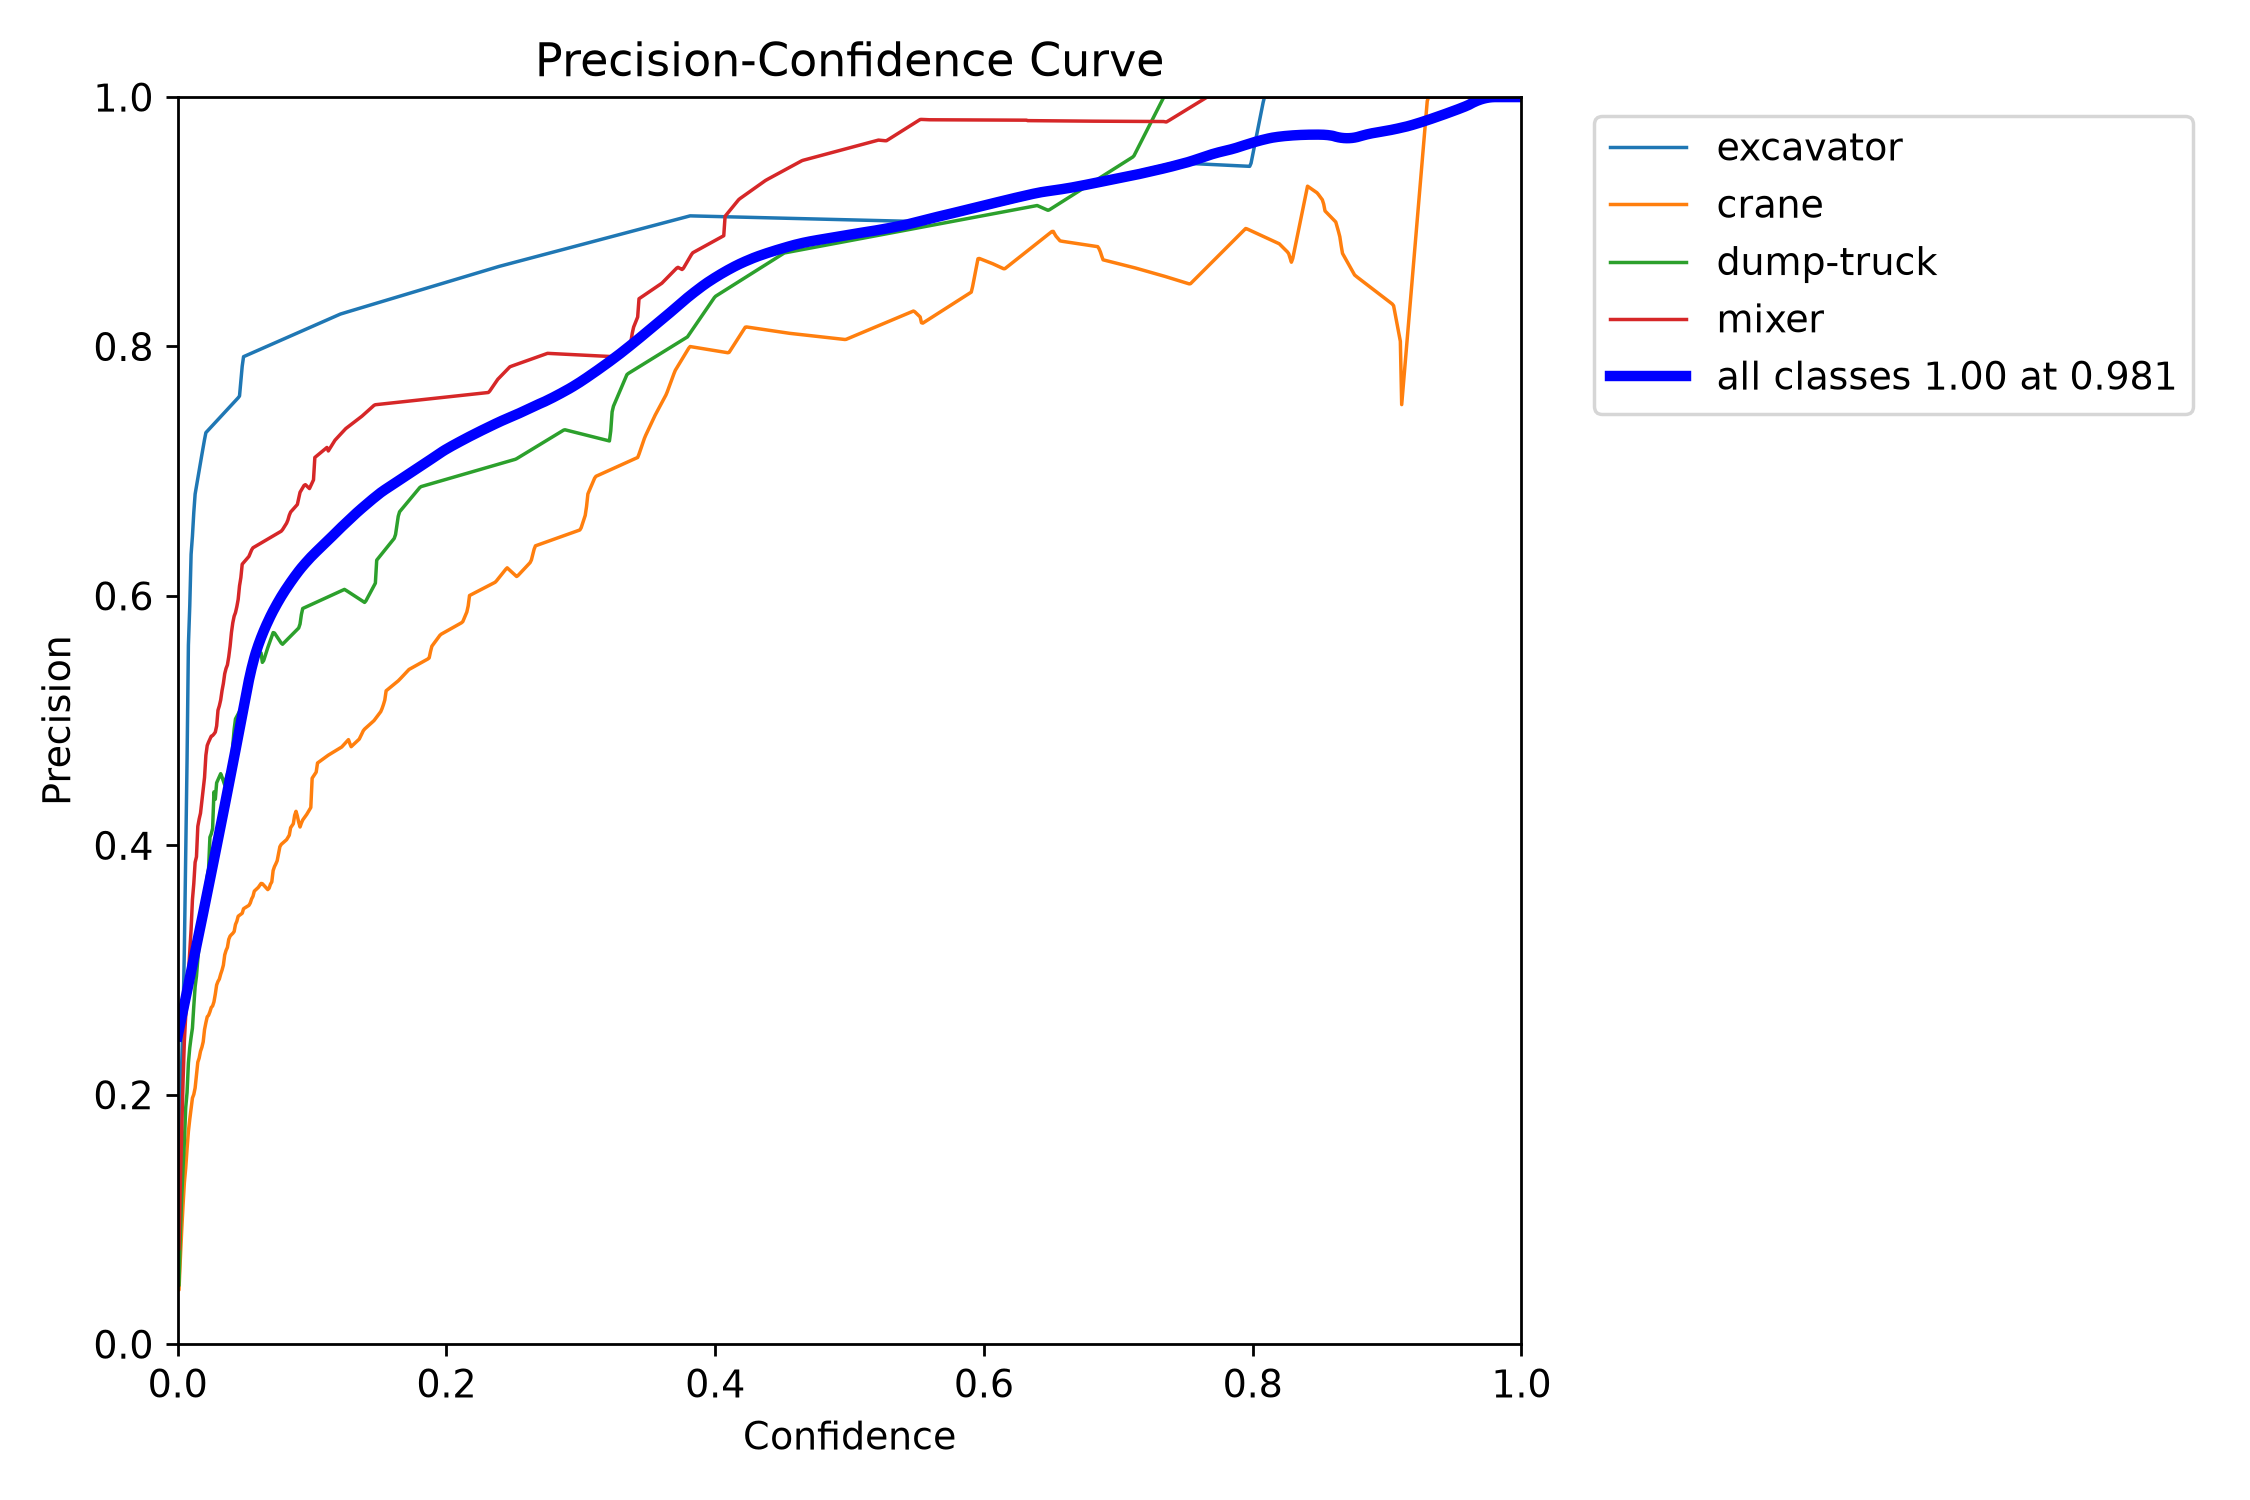 Precision-Confidence Curve
1.0
0.8
0.6
0.4
0.2
0.0
Precision
0.0 0.2 0.4 0.6 0.8 1.0
Confidence
excavator
crane
dump-truck
mixer
all classes 1.00 at 0.981